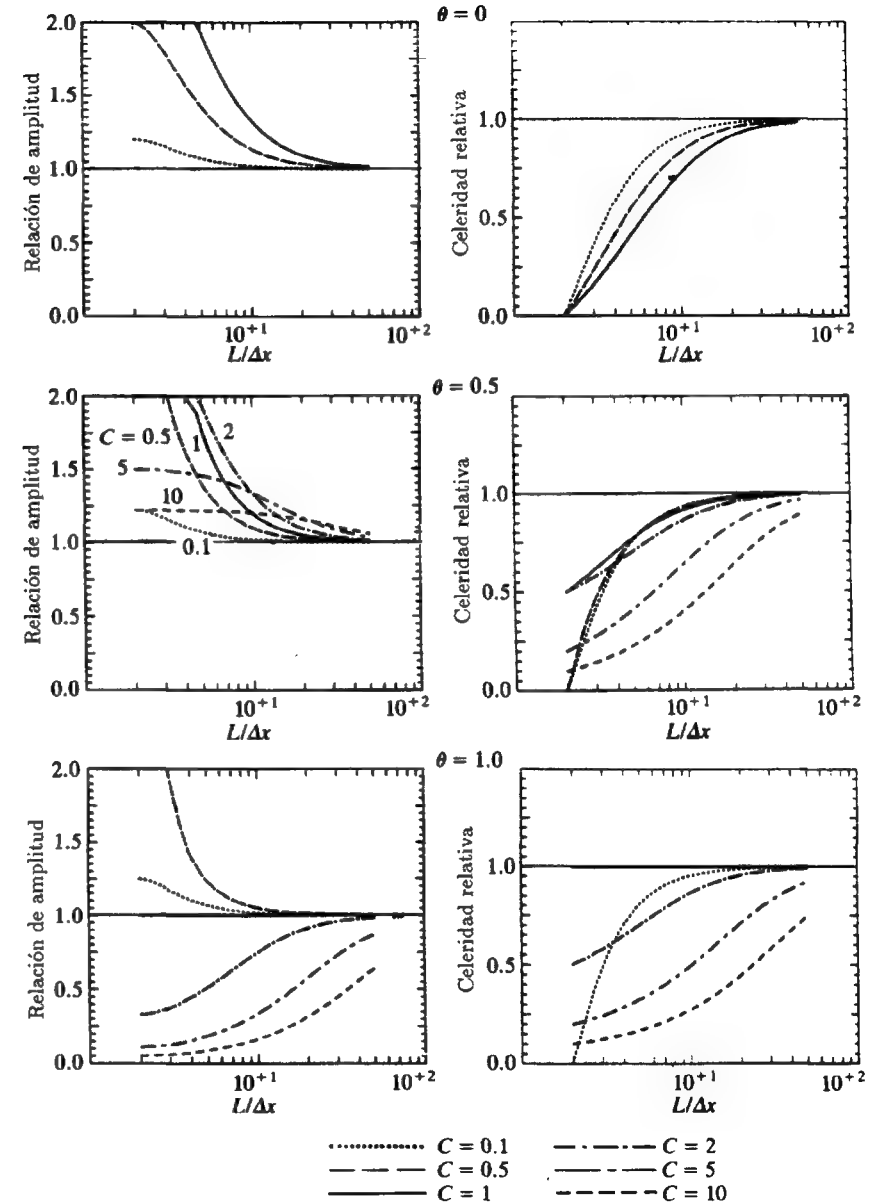 θ = 0
Relación de amplitud
2.0
1.5
1.0
0.5
0.0
10⁺¹
10⁺²
L/Δx
Celeridad relativa
1.0
0.5
0.0
10⁺¹
10⁺²
L/Δx
θ = 0.5
Relación de amplitud
2.0
1.5
1.0
0.5
0.0
C = 0.5
1
2
5
10
0.1
10⁺¹
10⁺²
L/Δx
Celeridad relativa
1.0
0.5
0.0
10⁺¹
10⁺²
L/Δx
θ = 1.0
Relación de amplitud
2.0
1.5
1.0
0.5
0.0
10⁺¹
10⁺²
L/Δx
Celeridad relativa
1.0
0.5
0.0
10⁺¹
10⁺²
L/Δx
C = 0.1
C = 2
C = 0.5
C = 5
C = 1
C = 10